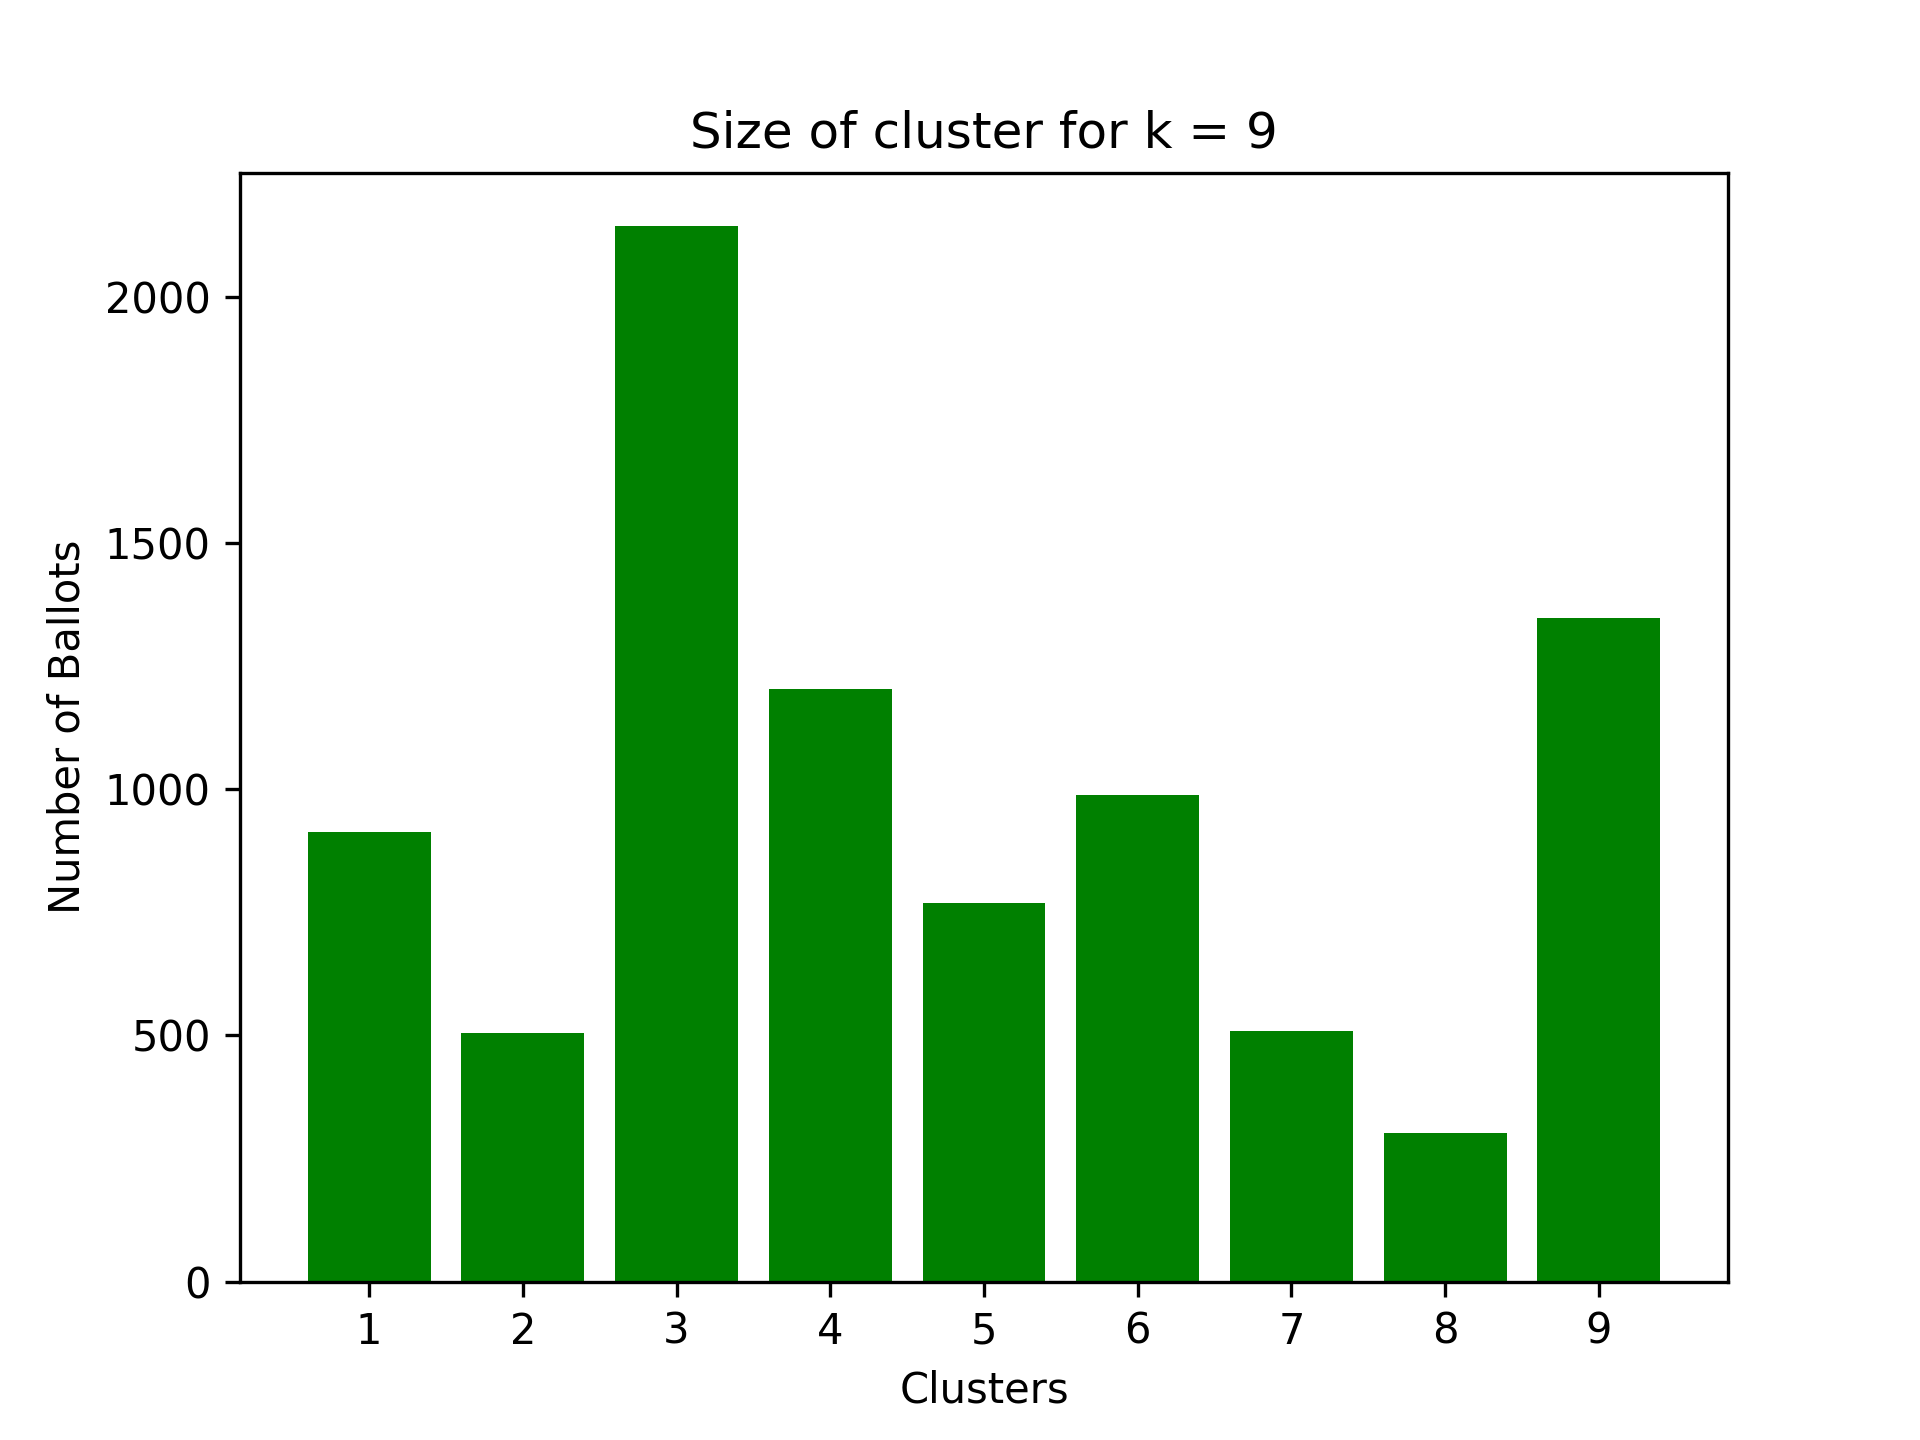 Size of cluster for k = 9
2000
1500
1000
500
0
Number of Ballots
1 2 3 4 5 6 7 8 9
Clusters